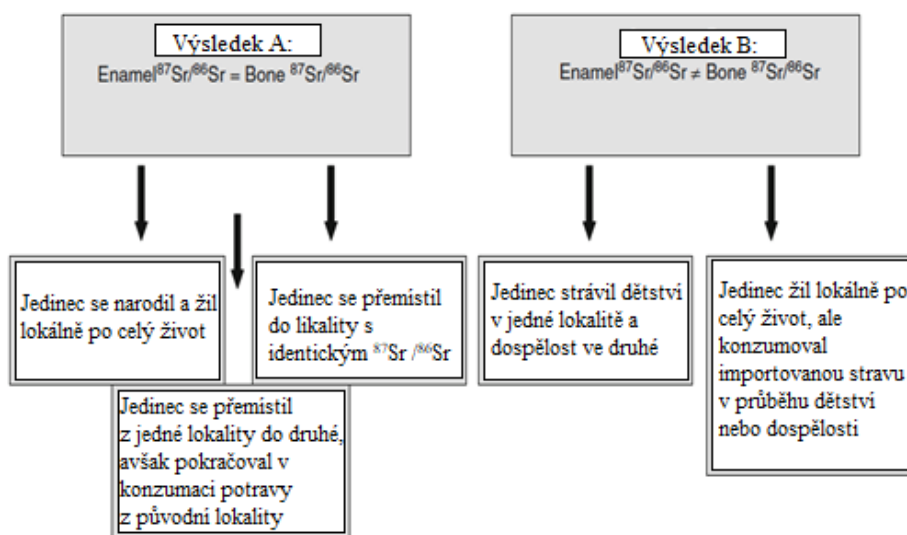 Výsledek A:
Enamel⁸⁷Sr/⁸⁶Sr = Bone ⁸⁷Sr/⁸⁶Sr
Výsledek B:
Enamel⁸⁷Sr/⁸⁶Sr ≠ Bone ⁸⁷Sr/⁸⁶Sr
Jedinec se narodil a žil
lokálně po celý život
Jedinec se přemistil
do likality s
identickým ⁸⁷Sr /⁸⁶Sr
Jedinec se přemistil
z jedné lokality do druhé,
avšak pokračoval v
konzumaci potravy
z původní lokality
Jedinec strávil dětství
v jedné lokalitě a
dospělost ve druhé
Jedinec žil lokálně po
celý život, ale
konzumoval
importovanou stravu
v průběhu dětství
nebo dospělosti